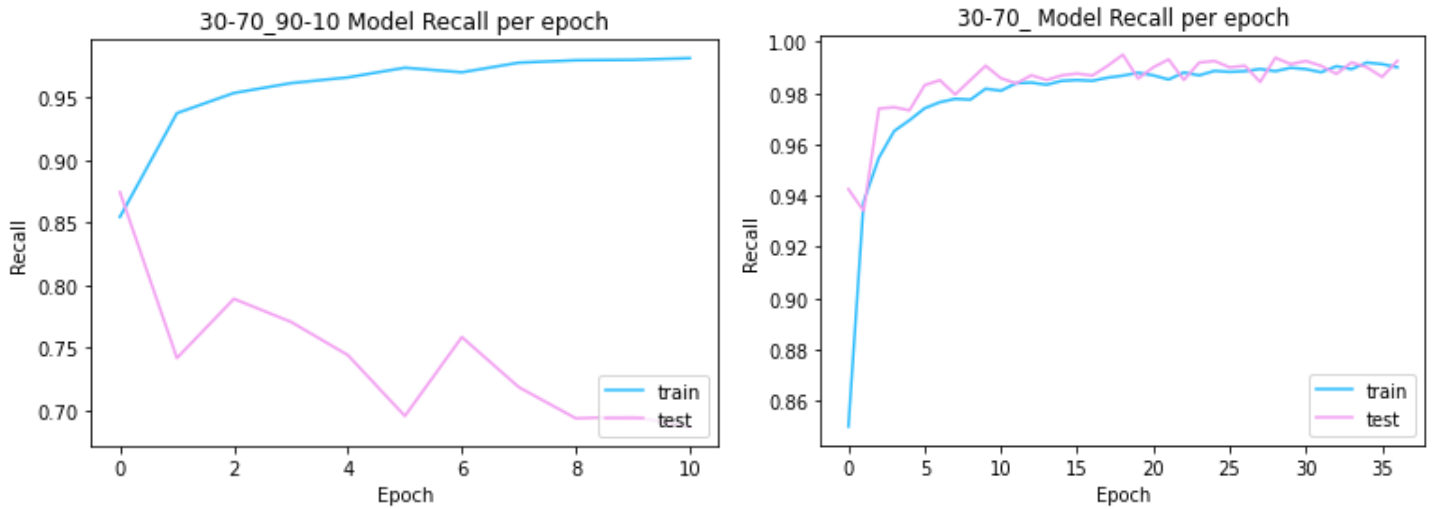 30-70_90-10 Model Recall per epoch
Recall
0.95
0.90
0.85
0.80
0.75
0.70
0 2 4 6 8 10
Epoch
train
test
30-70_ Model Recall per epoch
Recall
1.00
0.98
0.96
0.94
0.92
0.90
0.88
0.86
0 5 10 15 20 25 30 35
Epoch
train
test